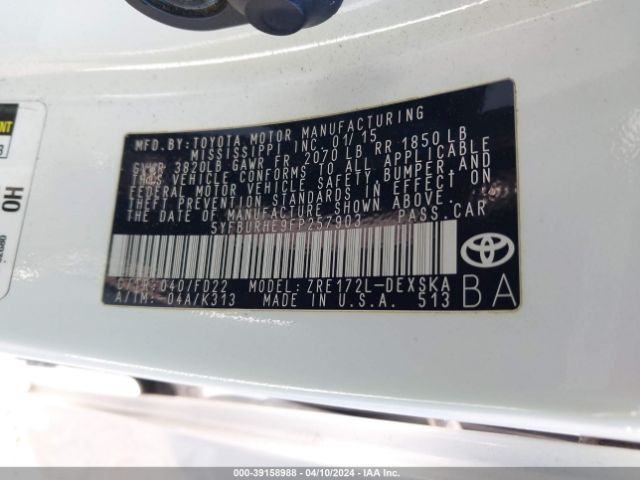 MFD.BY:TOYOTA MOTOR MANUFACTURING
MISSISSIPPI INC. 01/15
GVWR 3820LB GAWR FR 2070 LB RR 1850 LB
THIS VEHICLE CONFORMS TO ALL APPLICABLE
FEDERAL MOTOR VEHICLE SAFETY, BUMPER, AND
THEFT PREVENTION STANDARDS IN EFFECT ON
THE DATE OF MANUFACTURE SHOWN ABOVE.
5YFBURHE9FP257903 PASS.CAR
C/TR:040/FD22 MODEL: ZRE172L-DEXSKA
A/TM: 04A/K313 MADE IN U.S.A. 513
TOYOTA
BA
OH
000-39158988 - 04/10/2024 - IAA Inc.